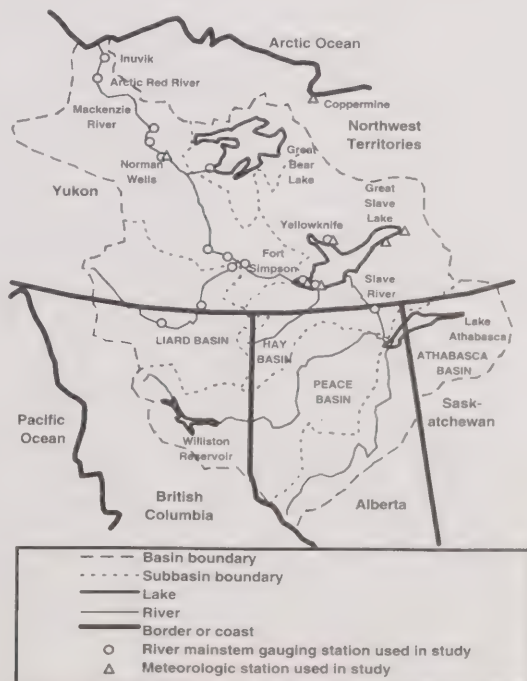 Arctic Ocean
Inuvik
Arctic Red River
Coppermine
Mackenzie
River
Northwest
Territories
Norman
Wells
Great
Bear
Lake
Yukon
Great
Slave
Lake
Yellowknife
Fort
Simpson
Slave
River
LIARD BASIN
HAY
BASIN
Lake
Athabasca
ATHABASCA
BASIN
PEACE
BASIN
Sask-
atchewan
Pacific
Ocean
Williston
Reservoir
British
Columbia
Alberta
Basin boundary
Subbasin boundary
Lake
River
Border or coast
River mainstem gauging station used in study
Meteorologic station used in study